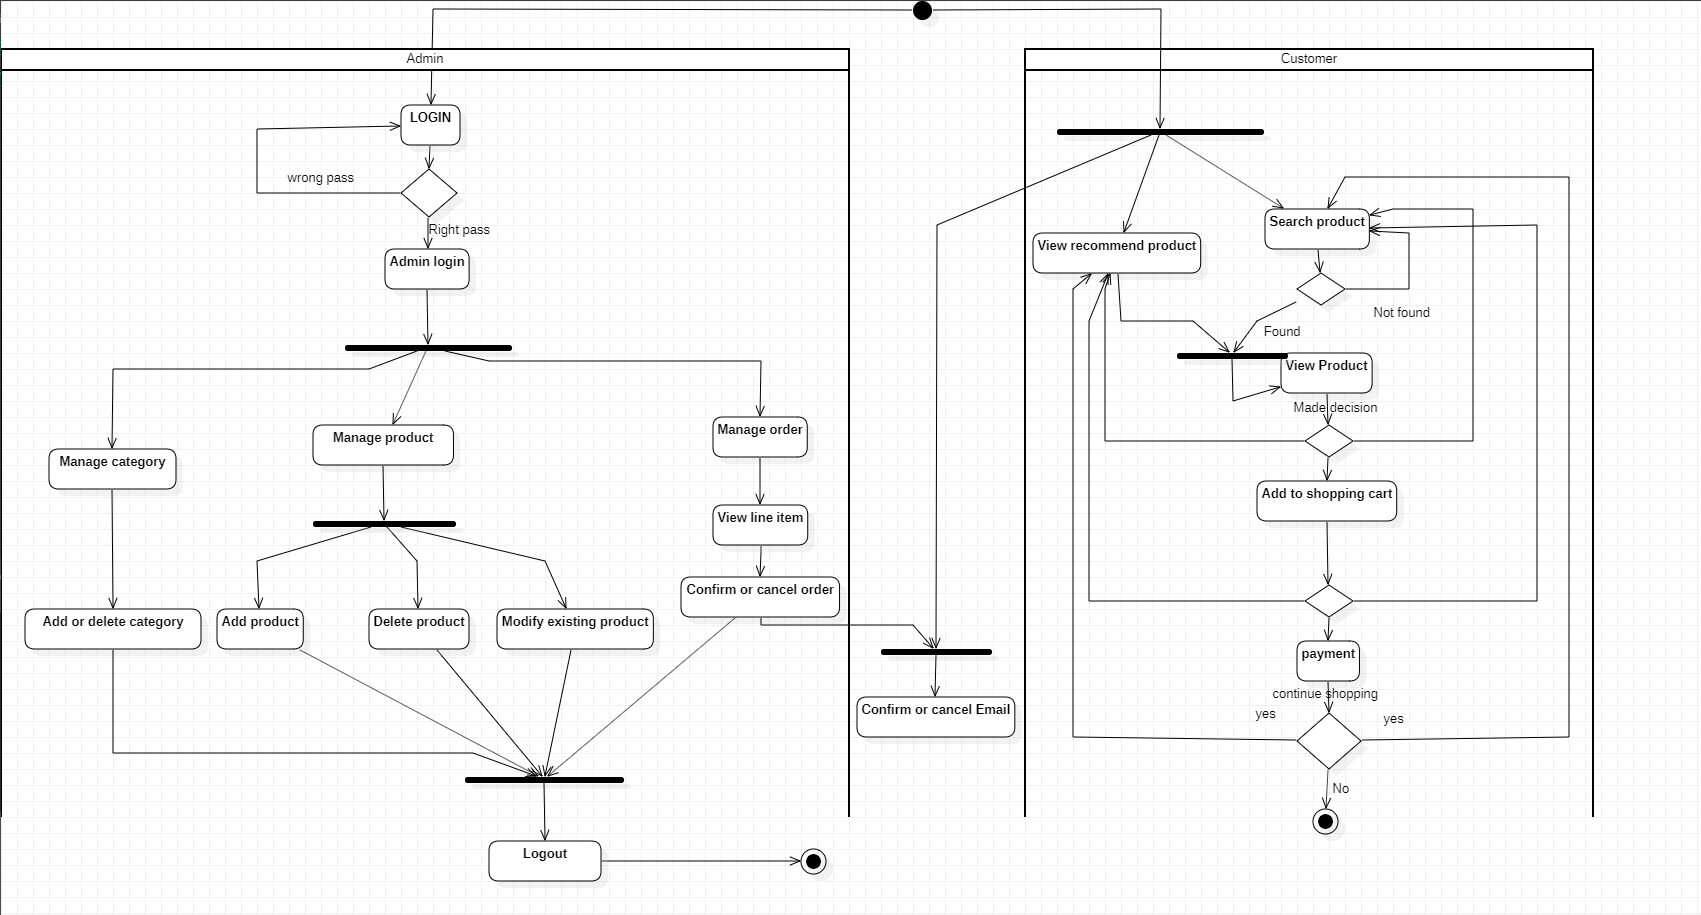 Admin
Customer
LOGIN
wrong pass
Right pass
Admin login
Manage category
Manage product
Manage order
View line item
Confirm or cancel order
Add or delete category
Add product
Delete product
Modify existing product
Logout
Confirm or cancel Email
Search product
View recommend product
Not found
Found
View Product
Made decision
Add to shopping cart
payment
continue shopping
yes
yes
No